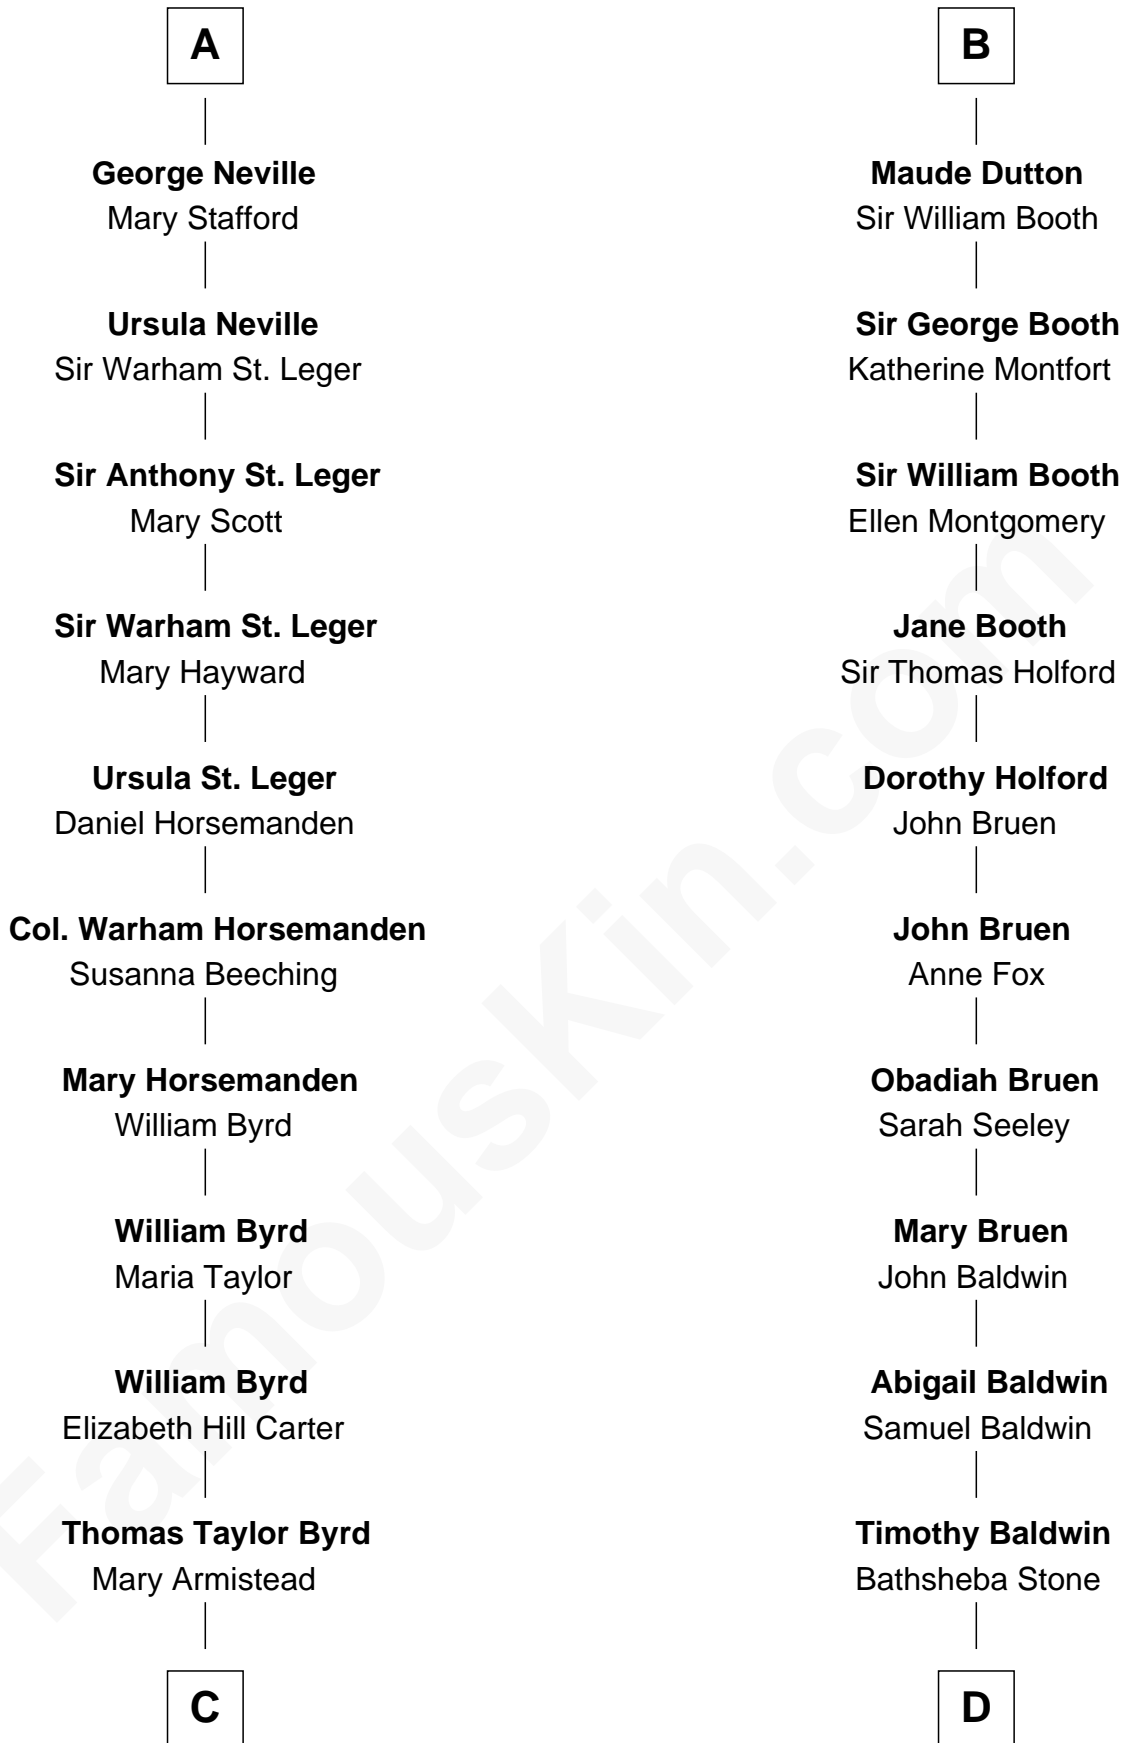 A
George Neville
Mary Stafford
Ursula Neville
Sir Warham St. Leger
Sir Anthony St. Leger
Mary Scott
Sir Warham St. Leger
Mary Hayward
Ursula St. Leger
Daniel Horsemanden
Col. Warham Horsemanden
Susanna Beeching
Mary Horsemanden
William Byrd
William Byrd
Maria Taylor
William Byrd
Elizabeth Hill Carter
Thomas Taylor Byrd
Mary Armistead
C
B
Maude Dutton
Sir William Booth
Sir George Booth
Katherine Montfort
Sir William Booth
Ellen Montgomery
Jane Booth
Sir Thomas Holford
Dorothy Holford
John Bruen
John Bruen
Anne Fox
Obadiah Bruen
Sarah Seeley
Mary Bruen
John Baldwin
Abigail Baldwin
Samuel Baldwin
Timothy Baldwin
Bathsheba Stone
D
FamousKin.com